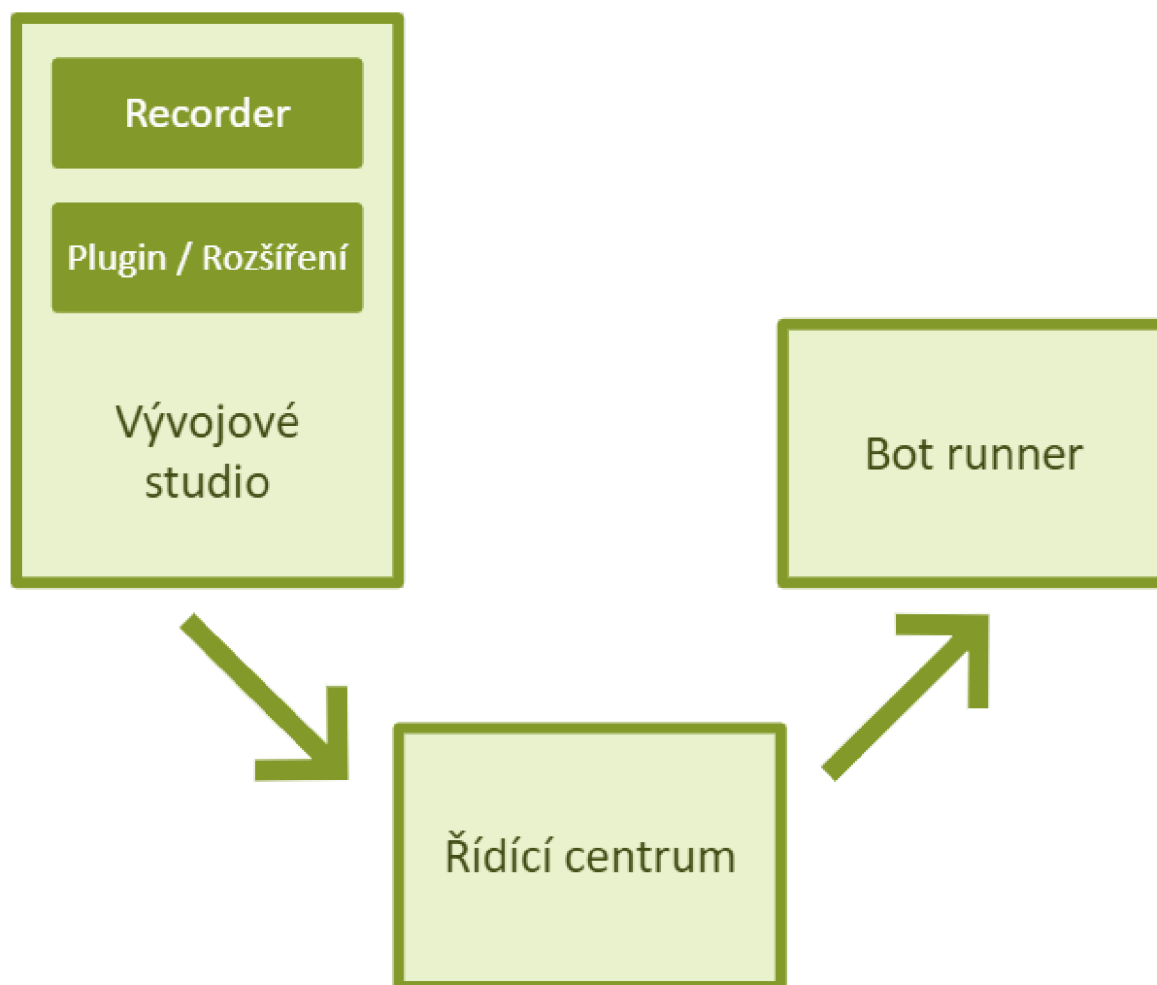 Recorder
Plugin / Rozšíření
Vývojové
studio
Bot runner
Řídící centrum